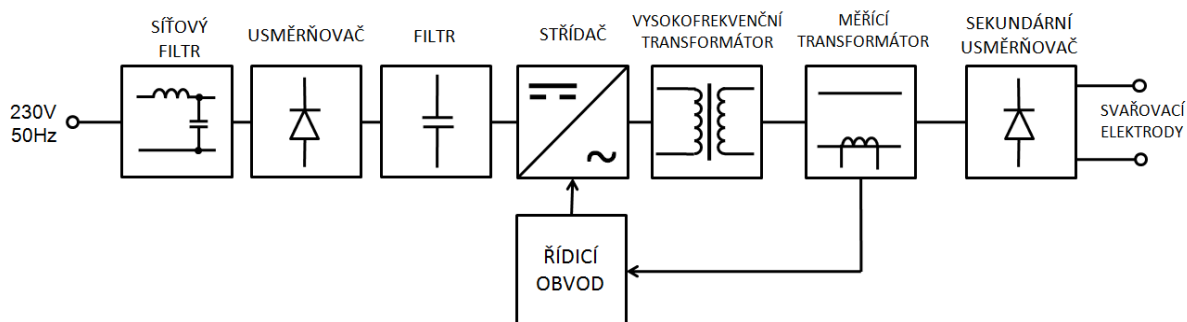 SÍŤOVÝ
FILTR
USMĚRŇOVAČ
FILTR
STŘÍDAČ
VYSOKOFREKVENČNÍ
TRANSFORMÁTOR
MĚŘÍCÍ
TRANSFORMÁTOR
SEKUNDÁRNÍ
USMĚRŇOVAČ
230V
50Hz
SVAŘOVACÍ
ELEKTRODY
ŘÍDICÍ
OBVOD